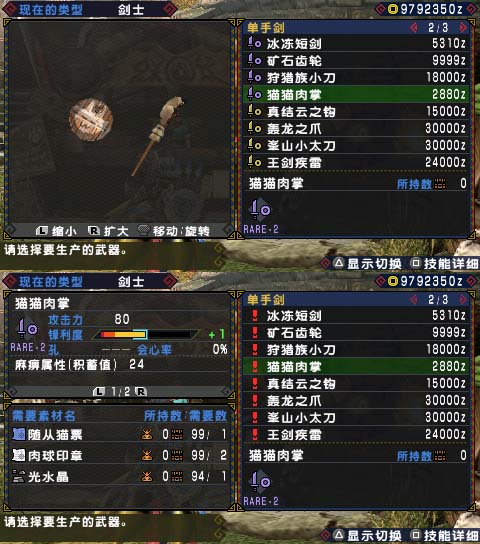 现在的类型 剑士 9792350z
单手剑 2/3
冰冻短剑 5310z
矿石齿轮 9999z
狩猎族小刀 18000z
猫猫肉掌 2880z
真结云之钩 15000z
轰龙之爪 30000z
峯山小太刀 30000z
王剑疾雷 24000z
猫猫肉掌 所持数 0
RARE-2
L 缩小 R 扩大 移动/旋转
请选择要生产的武器。
△ 显示切换 □ 技能详细
现在的类型 剑士 9792350z
猫猫肉掌
RARE-2
攻击力 80
锋利度 +1
孔 --- 会心率 0%
麻痹属性(积蓄值) 24
L 1/2 R
需要素材名 所持数/需要数
随从猫票 0 99/ 1
肉球印章 0 99/ 2
光水晶 0 94/ 1
单手剑 2/3
冰冻短剑 5310z
矿石齿轮 9999z
狩猎族小刀 18000z
猫猫肉掌 2880z
真结云之钩 15000z
轰龙之爪 30000z
峯山小太刀 30000z
王剑疾雷 24000z
猫猫肉掌 所持数 0
RARE-2
请选择要生产的武器。
△ 显示切换 □ 技能详细